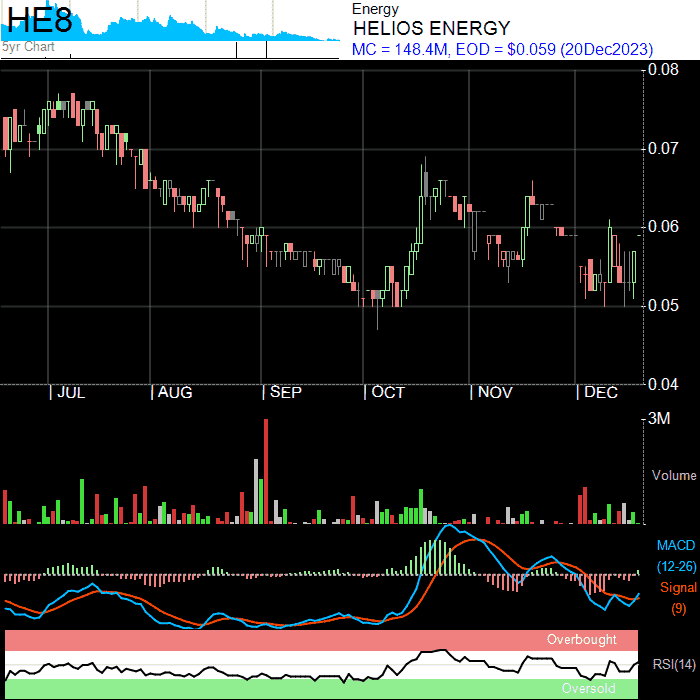 HE8
5yr Chart
Energy
HELIOS ENERGY
MC = 148.4M, EOD = $0.059 (20Dec2023)
0.08
0.07
0.06
0.05
0.04
JUL AUG SEP OCT NOV DEC
3M
Volume
MACD
(12-26)
Signal
(9)
Overbought
RSI(14)
Oversold